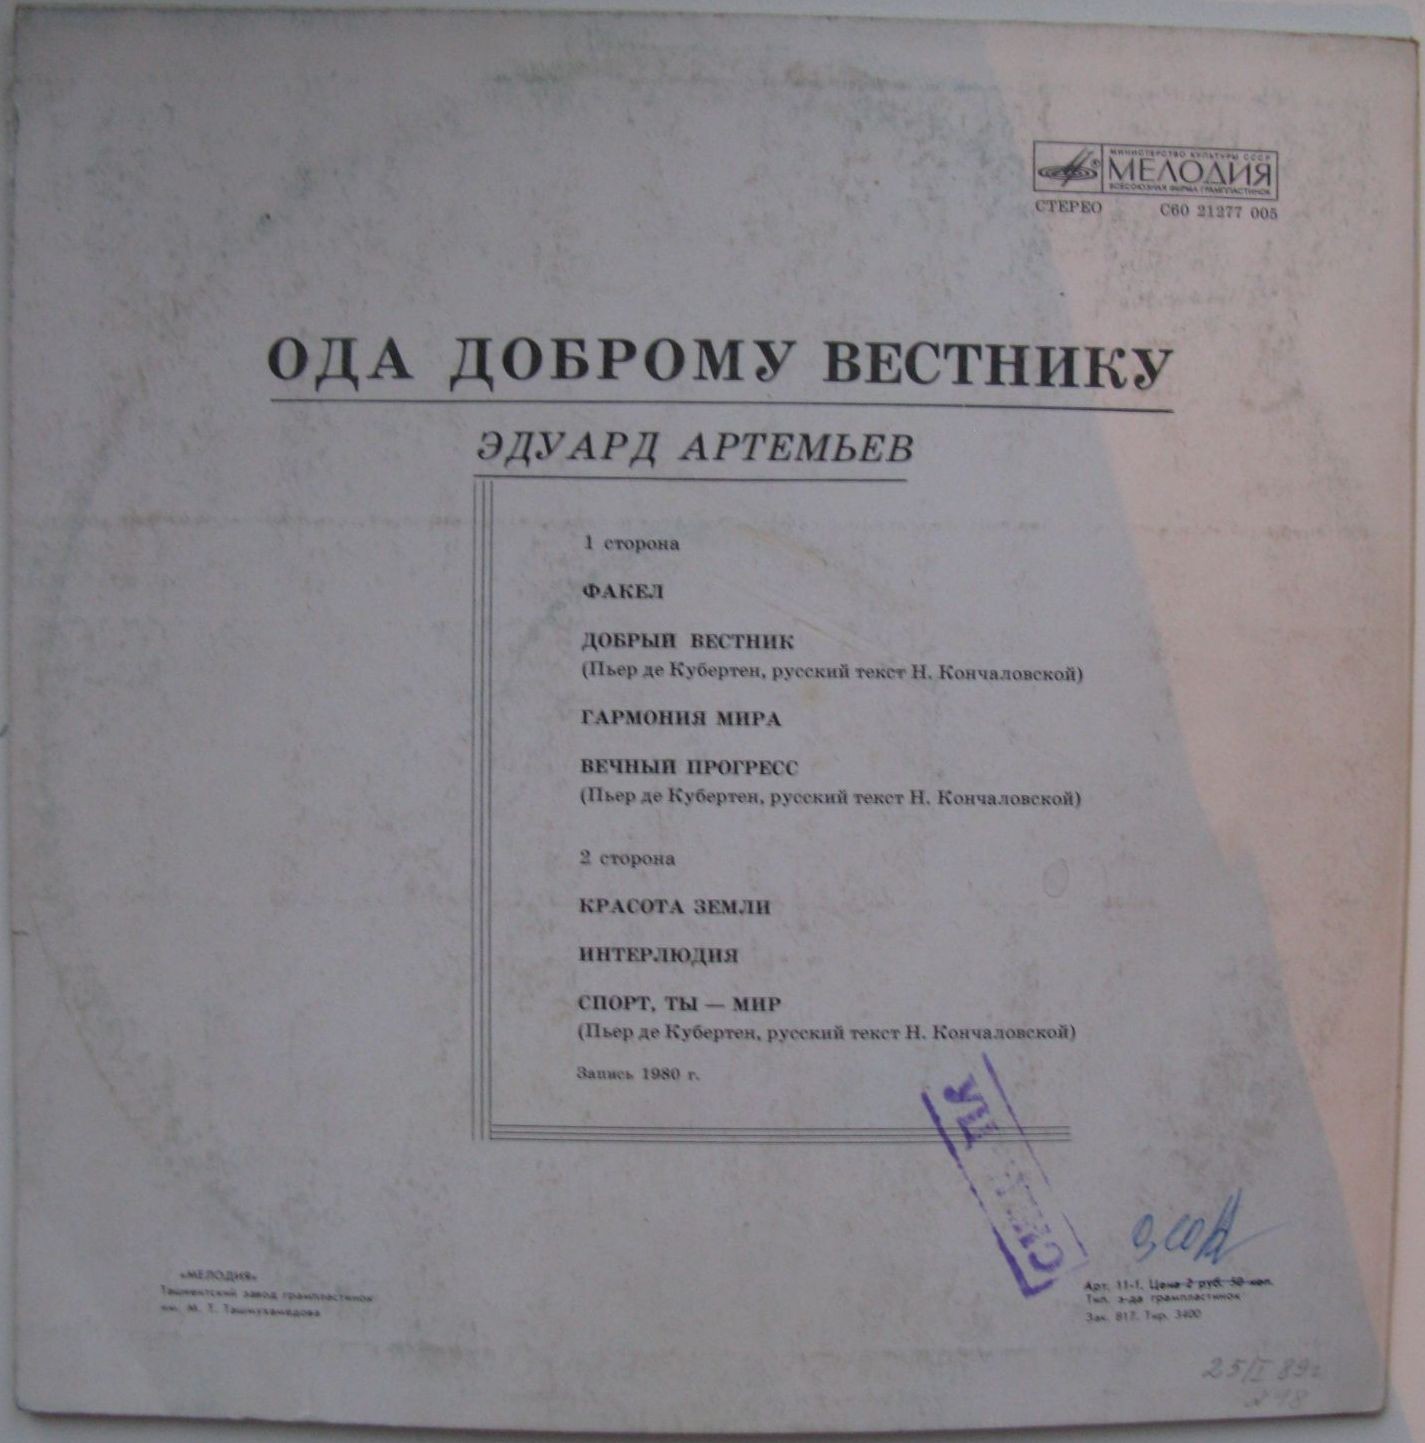 МИНИСТЕРСТВО КУЛЬТУРЫ СССР
МЕЛОДИЯ
ВСЕСОЮЗНАЯ ФИРМА ГРАМПЛАСТИНОК
СТЕРЕО С60 21277 005
ОДА ДОБРОМУ ВЕСТНИКУ
ЭДУАРД АРТЕМЬЕВ
1 сторона
ФАКЕЛ
ДОБРЫЙ ВЕСТНИК
(Пьер де Кубертен, русский текст Н. Кончаловской)
ГАРМОНИЯ МИРА
ВЕЧНЫЙ ПРОГРЕСС
(Пьер де Кубертен, русский текст Н. Кончаловской)
2 сторона
КРАСОТА ЗЕМЛИ
ИНТЕРЛЮДИЯ
СПОРТ, ТЫ — МИР
(Пьер де Кубертен, русский текст Н. Кончаловской)
Запись 1980 г.
«МЕЛОДИЯ»
Ташкентский завод грампластинок
им. М. Т. Ташмухамедова
Арт. 11-1. Цена 2 руб. 50 коп.
Тип. з-да грампластинок
Зак. 817. Тир. 3400
25/I 89г